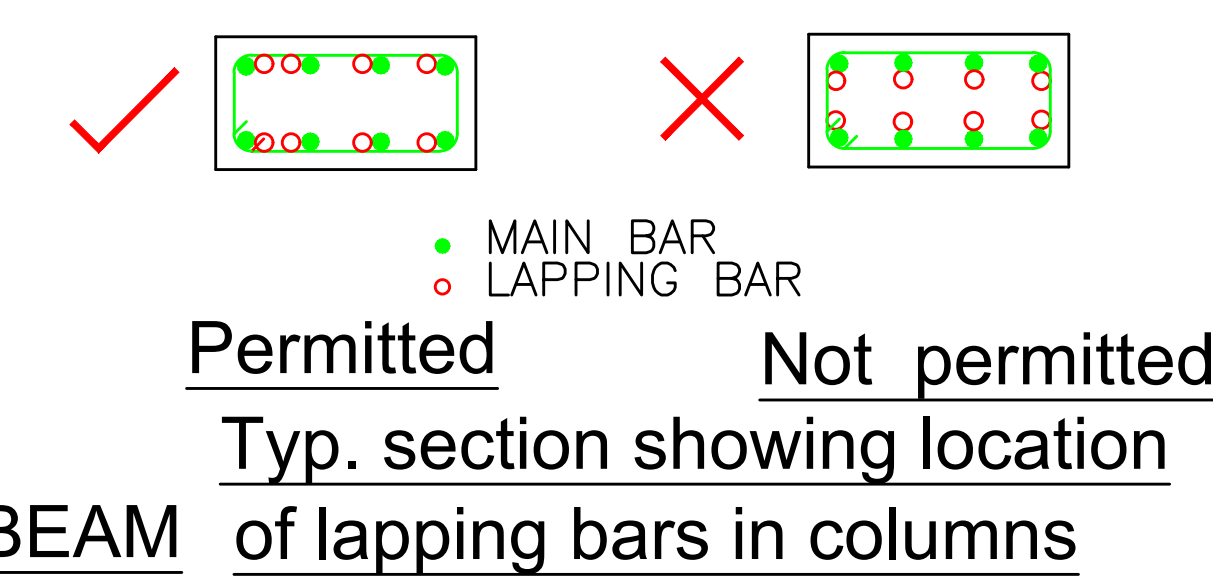 MAIN BAR
LAPPING BAR
Permitted
Not permitted
Typ. section showing location
of lapping bars in columns
BEAM